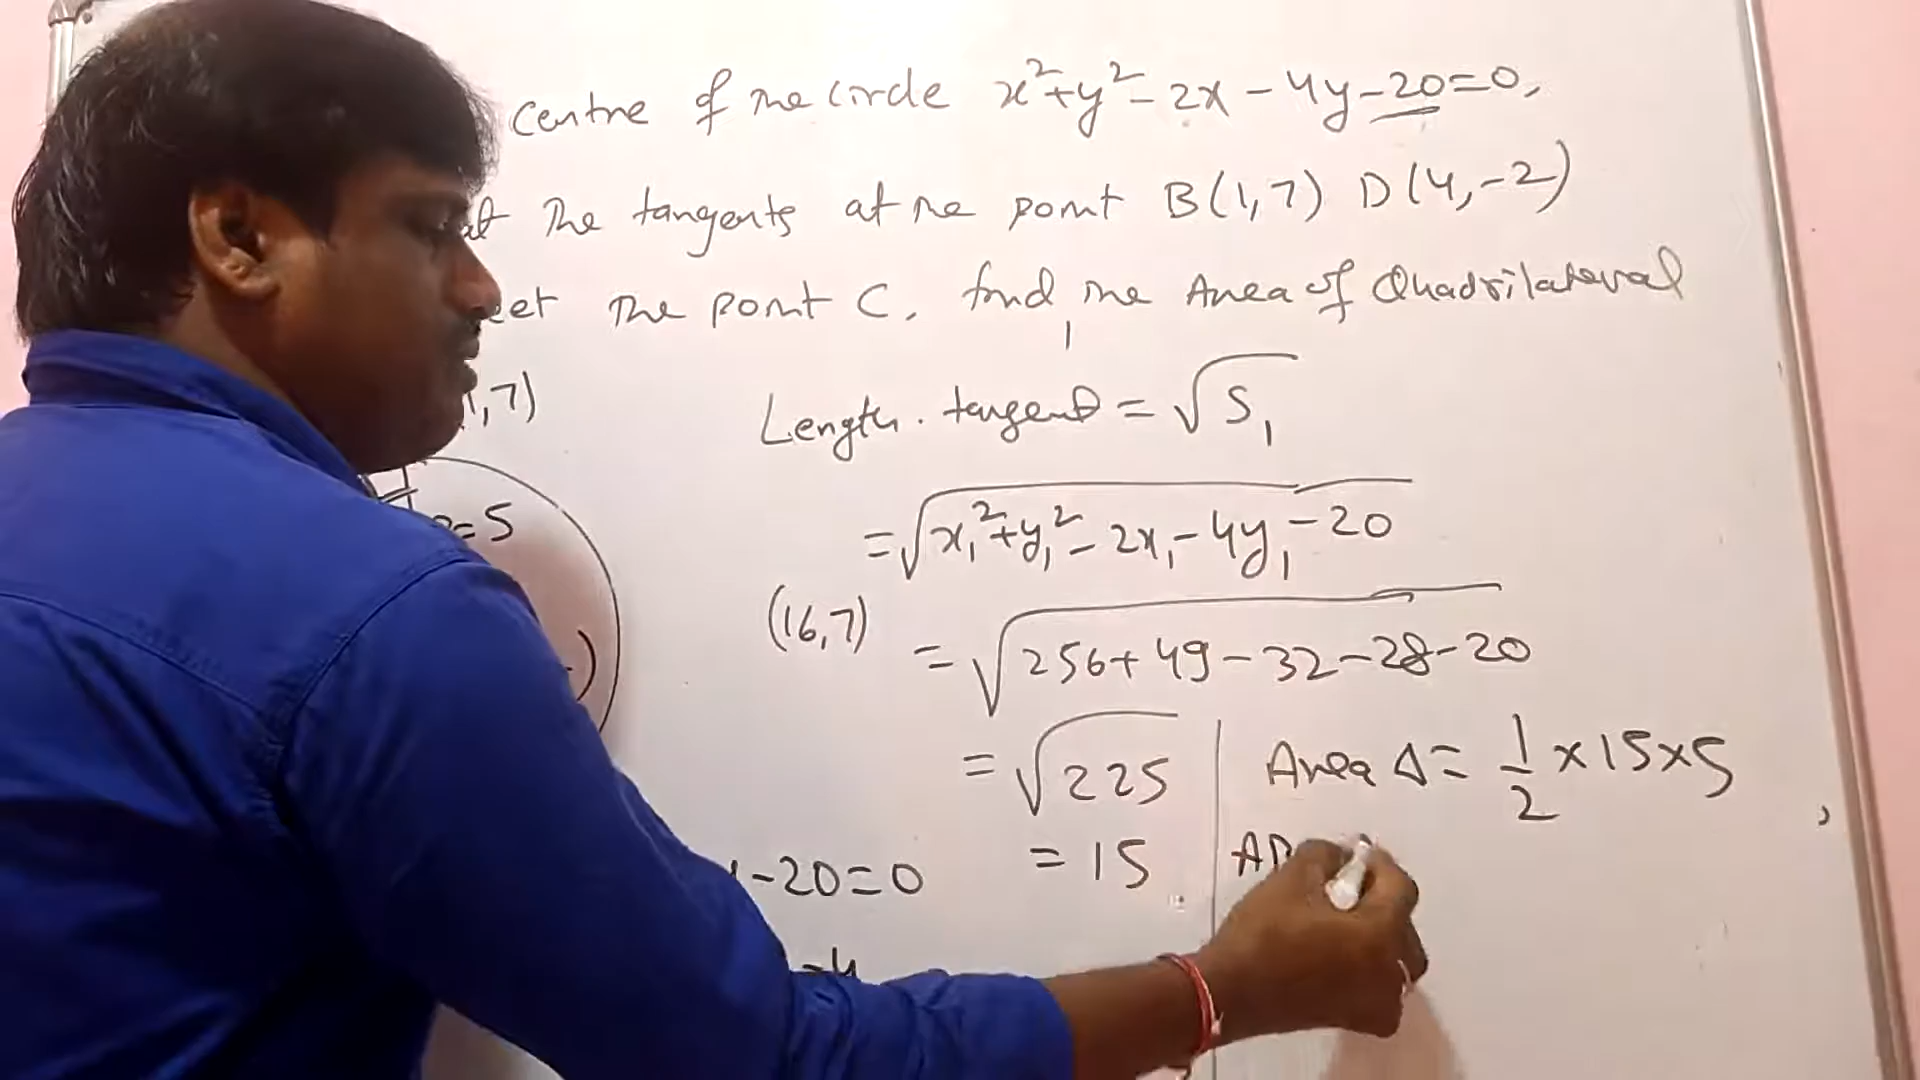 centre of the circle x²+y²-2x-4y-20=0,
the tangents at the point B(1,7) D(4,-2)
the point C, find the Area of Quadrilateral
1,7)
Length. tangent = √S₁
=5
= √x₁²+y₁²-2x₁-4y₁-20
(16,7)
= √256+49-32-28-20
= √225
Area Δ= 1/2 ×15×5
= 15
-20=0